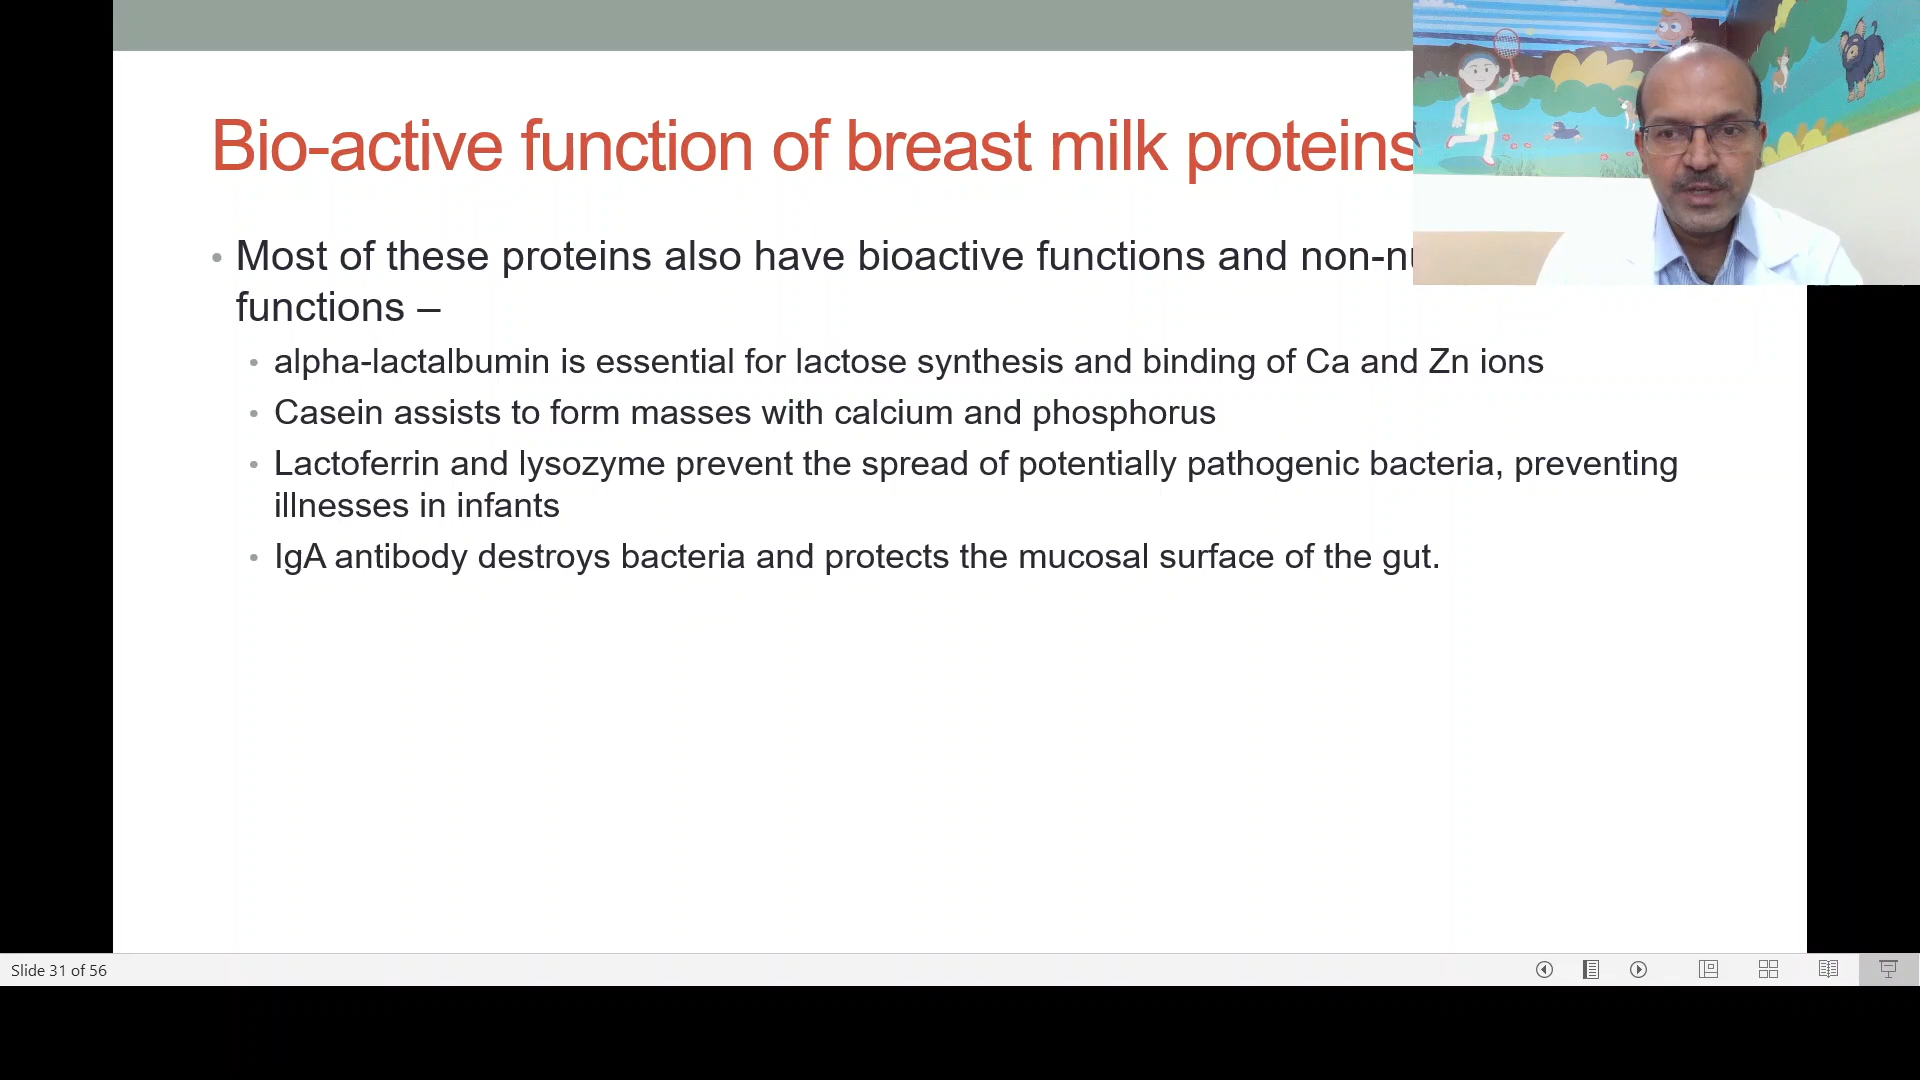 Bio-active function of breast milk proteins
• Most of these proteins also have bioactive functions and
functions –
• alpha-lactalbumin is essential for lactose synthesis and binding of Ca and Zn ions
• Casein assists to form masses with calcium and phosphorus
• Lactoferrin and lysozyme prevent the spread of potentially pathogenic bacteria, preventing
illnesses in infants
• IgA antibody destroys bacteria and protects the mucosal surface of the gut.
Slide 31 of 56